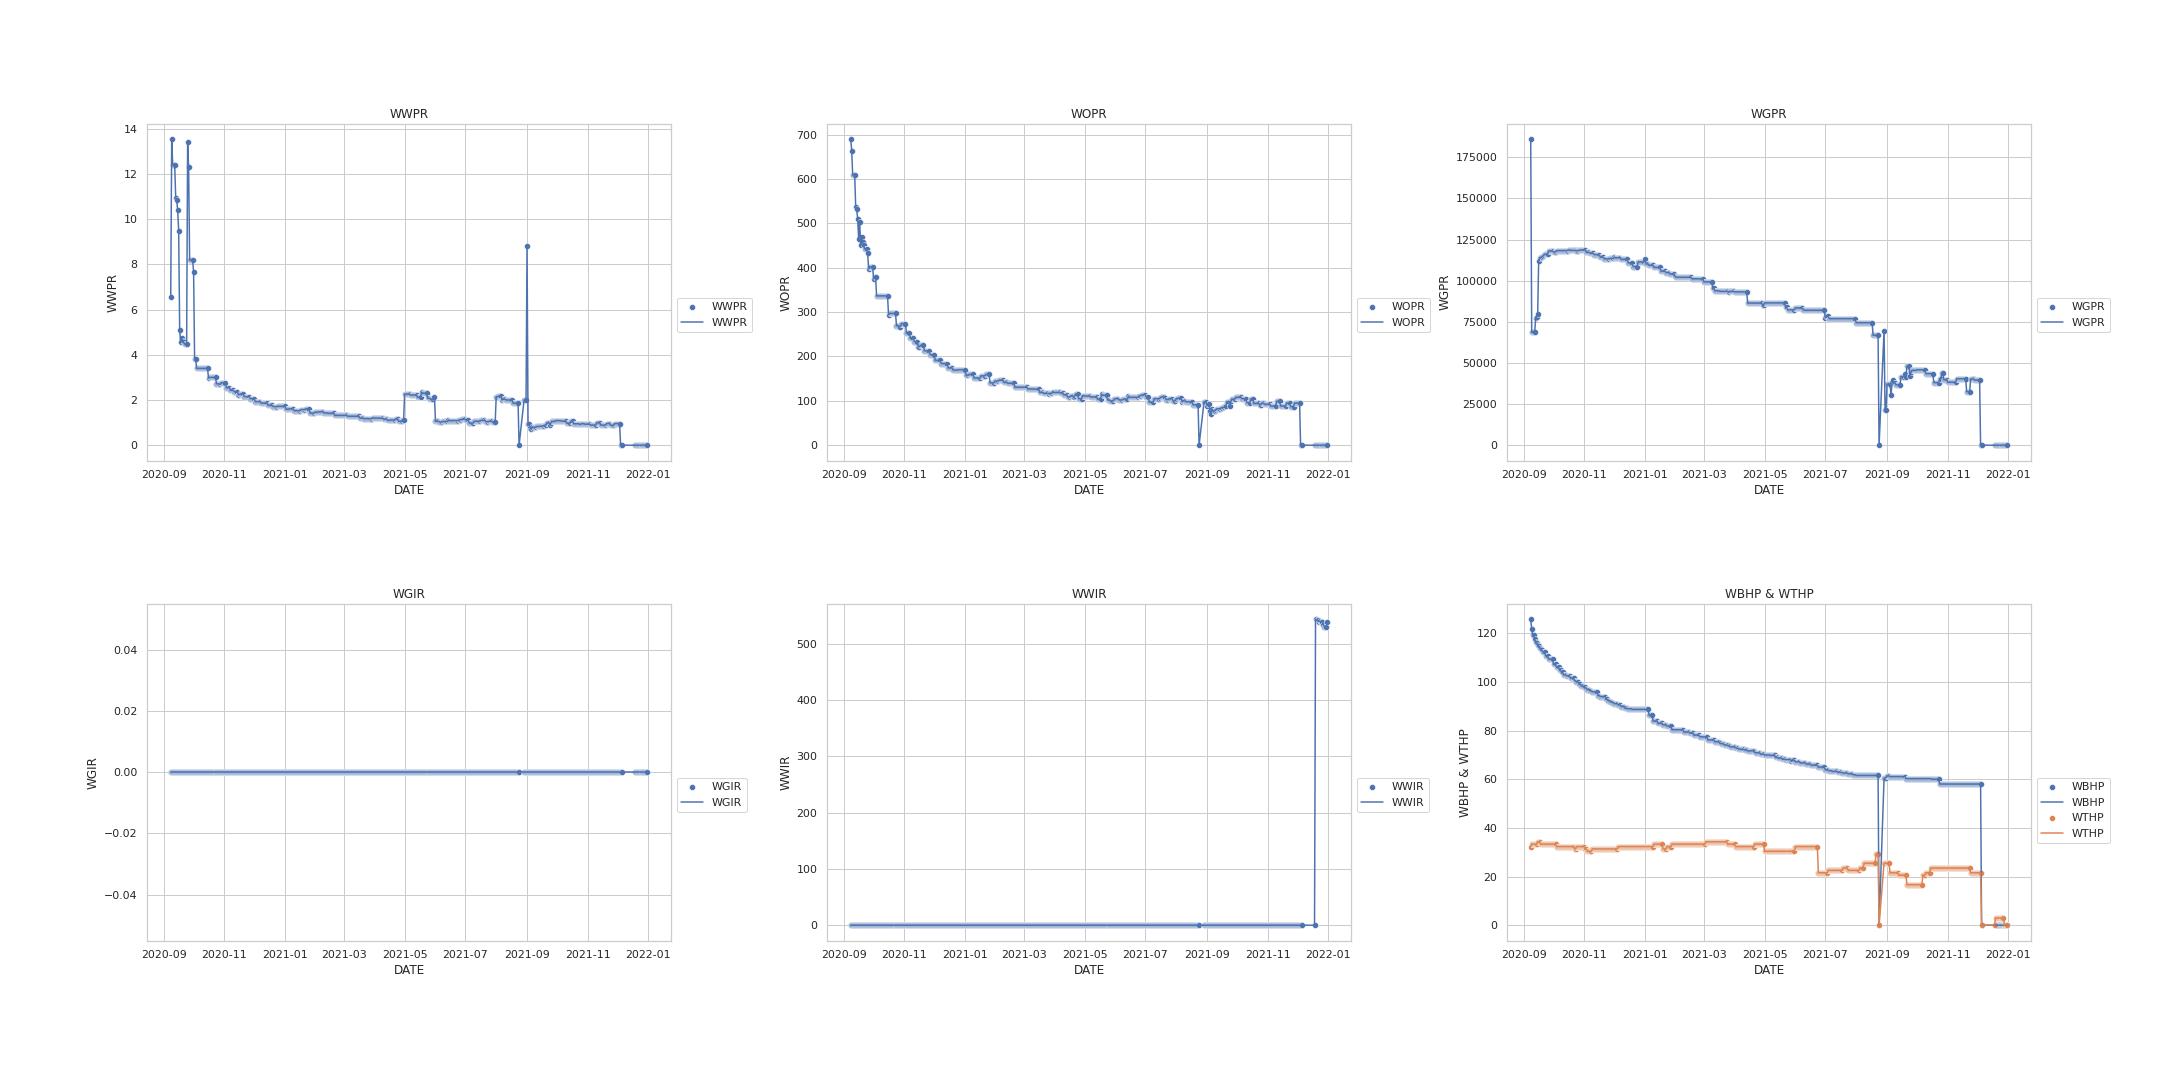 WWPR
14
12
10
8
6
4
2
0
WWPR
2020-09 2020-11 2021-01 2021-03 2021-05 2021-07 2021-09 2021-11 2022-01
DATE
WWPR
WWPR
WOPR
700
600
500
400
300
200
100
0
WOPR
2020-09 2020-11 2021-01 2021-03 2021-05 2021-07 2021-09 2021-11 2022-01
DATE
WOPR
WOPR
WGPR
175000
150000
125000
100000
75000
50000
25000
0
WGPR
2020-09 2020-11 2021-01 2021-03 2021-05 2021-07 2021-09 2021-11 2022-01
DATE
WGPR
WGPR
WGIR
0.04
0.02
0.00
−0.02
−0.04
WGIR
2020-09 2020-11 2021-01 2021-03 2021-05 2021-07 2021-09 2021-11 2022-01
DATE
WGIR
WGIR
WWIR
500
400
300
200
100
0
WWIR
2020-09 2020-11 2021-01 2021-03 2021-05 2021-07 2021-09 2021-11 2022-01
DATE
WWIR
WWIR
WBHP & WTHP
120
100
80
60
40
20
0
WBHP & WTHP
2020-09 2020-11 2021-01 2021-03 2021-05 2021-07 2021-09 2021-11 2022-01
DATE
WBHP
WBHP
WTHP
WTHP